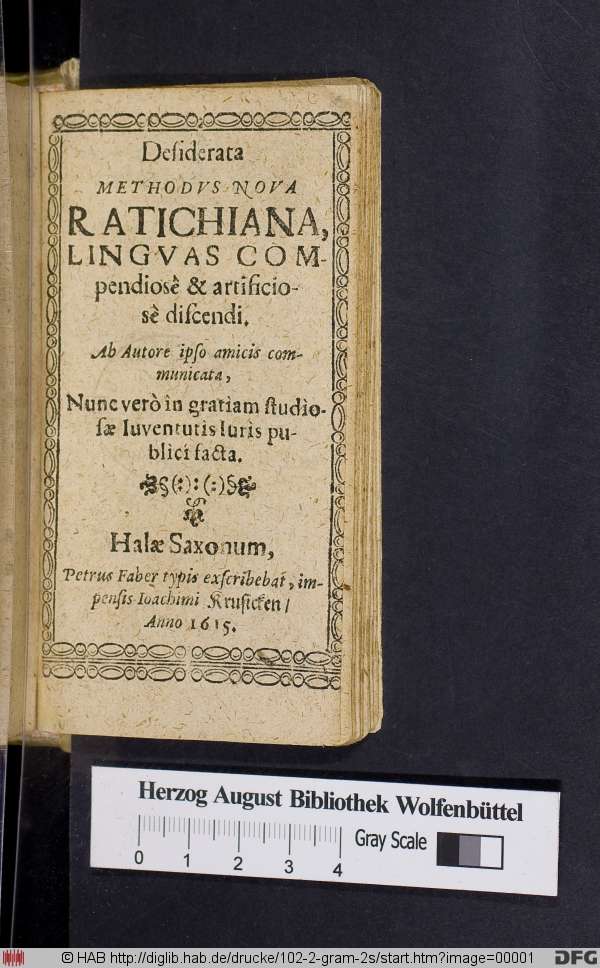 Deſiderata
METHODVS NOVA
RATICHIANA,
LINGVAS COM-
pendiosè & artificio-
sè diſcendi.
Ab Autore ipſo amicis com-
municata,
Nunc verò in gratiam ſtudio-
ſæ Iuventutis Iuris pu-
blici facta.
Halæ Saxonum,
Petrus Faber typis exſcribebat, im-
penſis Ioachimi Kruſicken/
Anno 1615.
Herzog August Bibliothek Wolfenbüttel
Gray Scale
0 1 2 3 4
© HAB http://diglib.hab.de/drucke/102-2-gram-2s/start.htm?image=00001
DFG